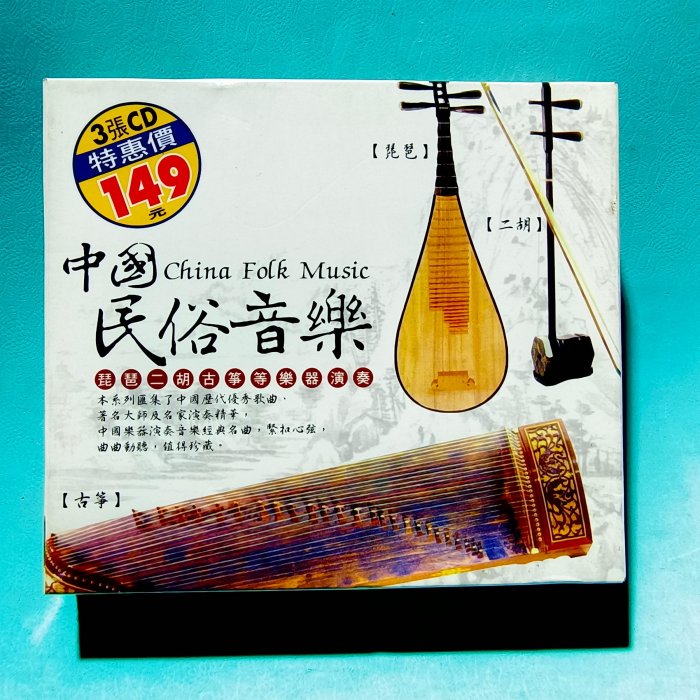 3張CD
特惠價
149
元
【琵琶】
【二胡】
中國 China Folk Music
民俗音樂
琵琶二胡古箏等樂器演奏
本系列匯集了中國歷代優秀歌曲、
著名大師及名家演奏精華，
中國樂器演奏音樂經典名曲，緊扣心弦，
曲曲動聽，值得珍藏。
【古箏】